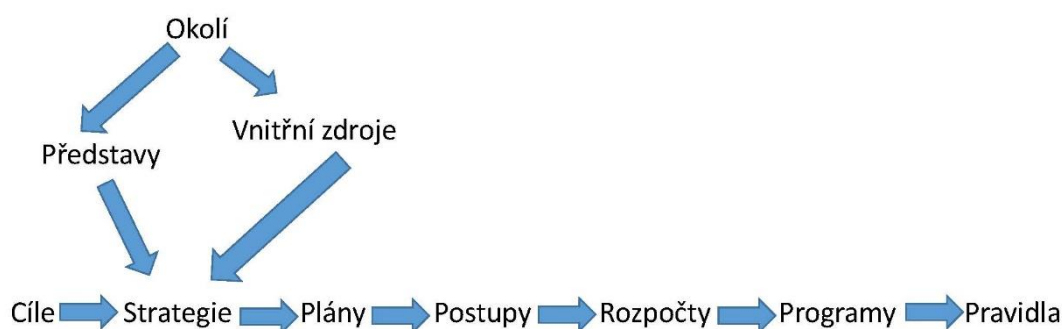 Okolí
Vnitřní zdroje
Představy
Cíle Strategie Plány Postupy Rozpočty Programy Pravidla